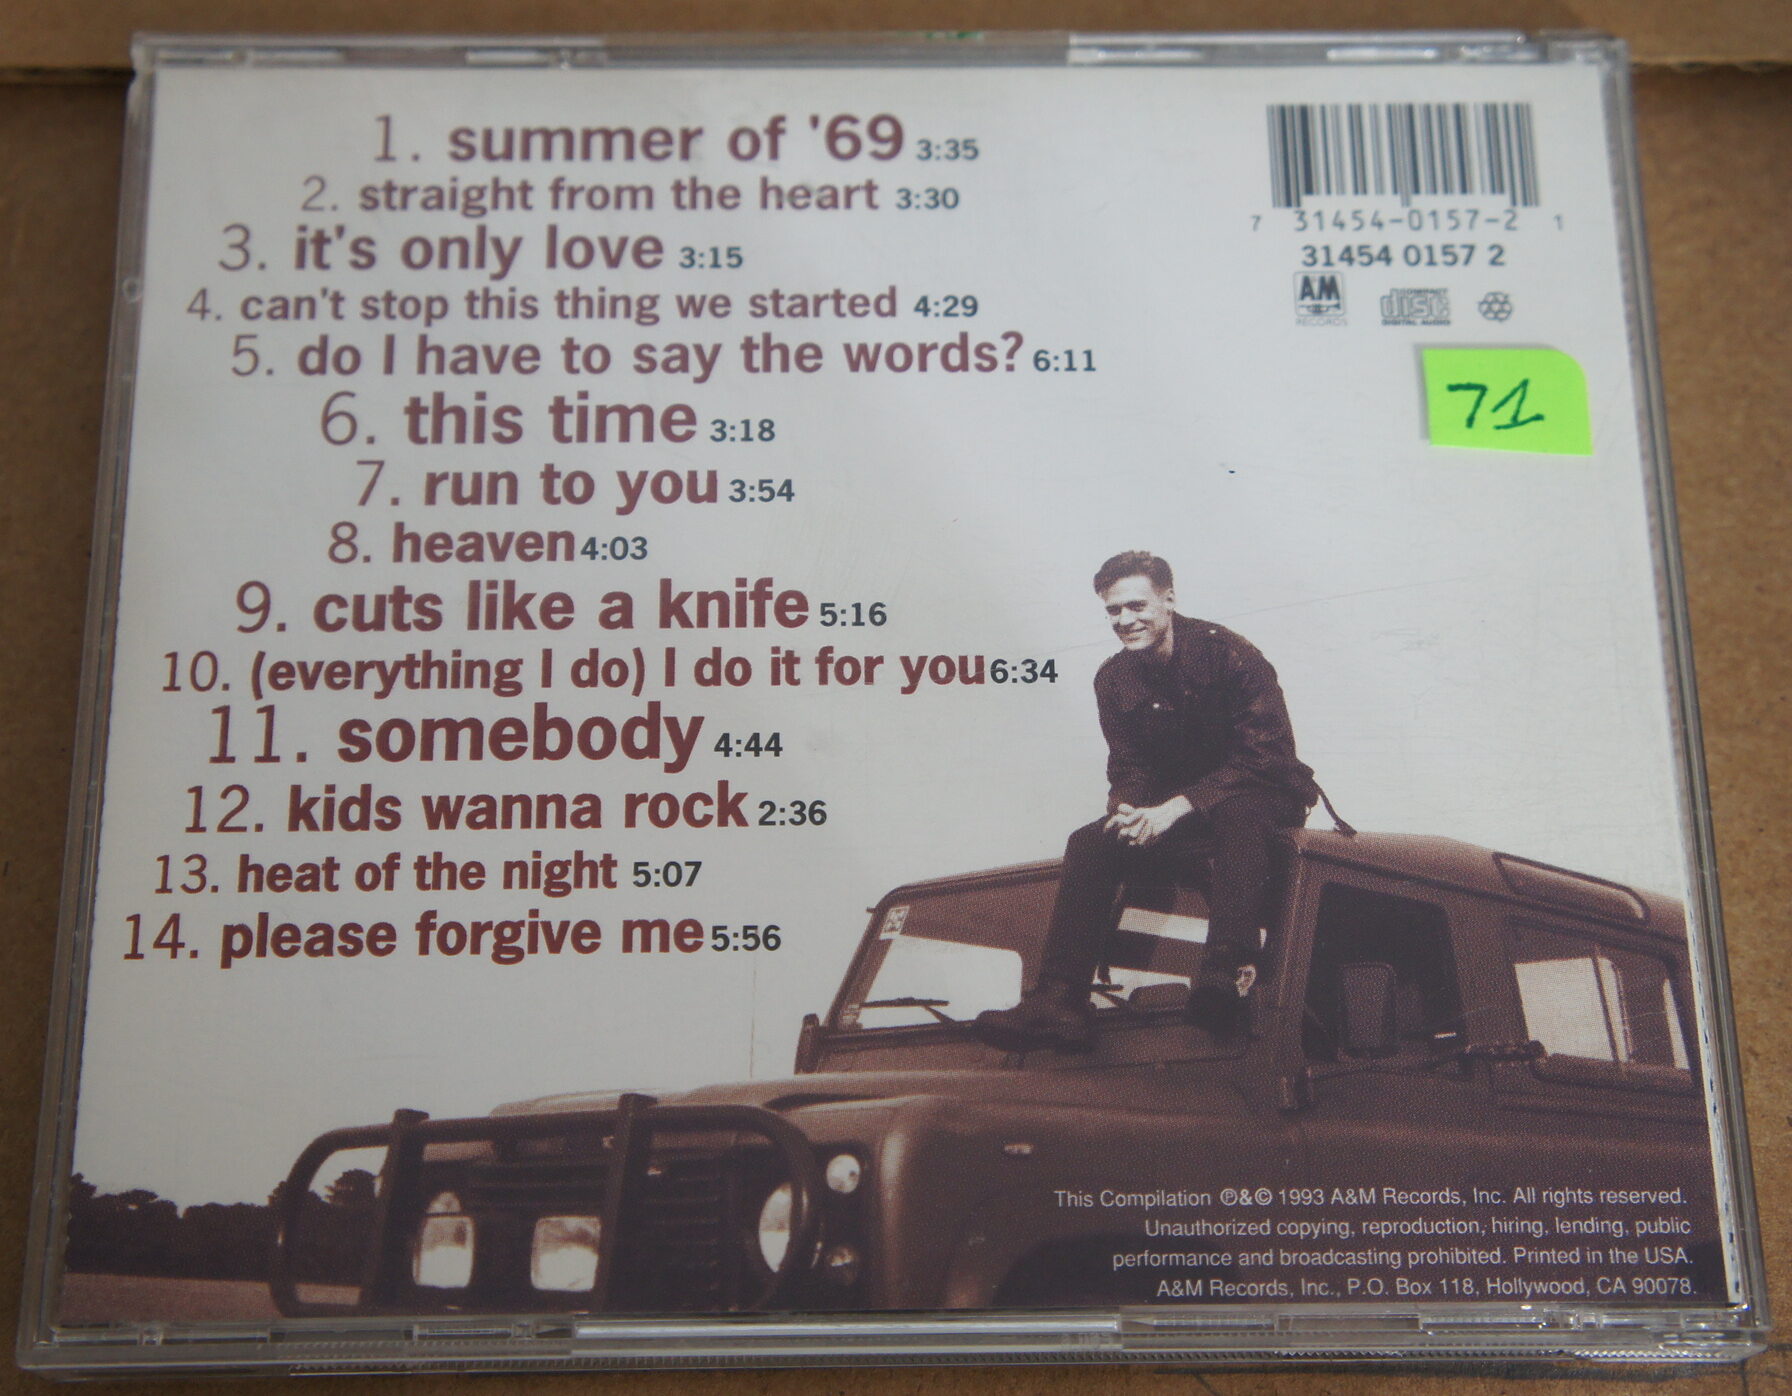 1. summer of '69 3:35
2. straight from the heart 3:30
3. it's only love 3:15
4. can't stop this thing we started 4:29
5. do I have to say the words? 6:11
6. this time 3:18
7. run to you 3:54
8. heaven 4:03
9. cuts like a knife 5:16
10. (everything I do) I do it for you 6:34
11. somebody 4:44
12. kids wanna rock 2:36
13. heat of the night 5:07
14. please forgive me 5:56
7 31454-0157-2 1
31454 0157 2
A&M RECORDS
COMPACT disc DIGITAL AUDIO
71
This Compilation ℗&© 1993 A&M Records, Inc. All rights reserved.
Unauthorized copying, reproduction, hiring, lending, public
performance and broadcasting prohibited. Printed in the USA.
A&M Records, Inc., P.O. Box 118, Hollywood, CA 90078.